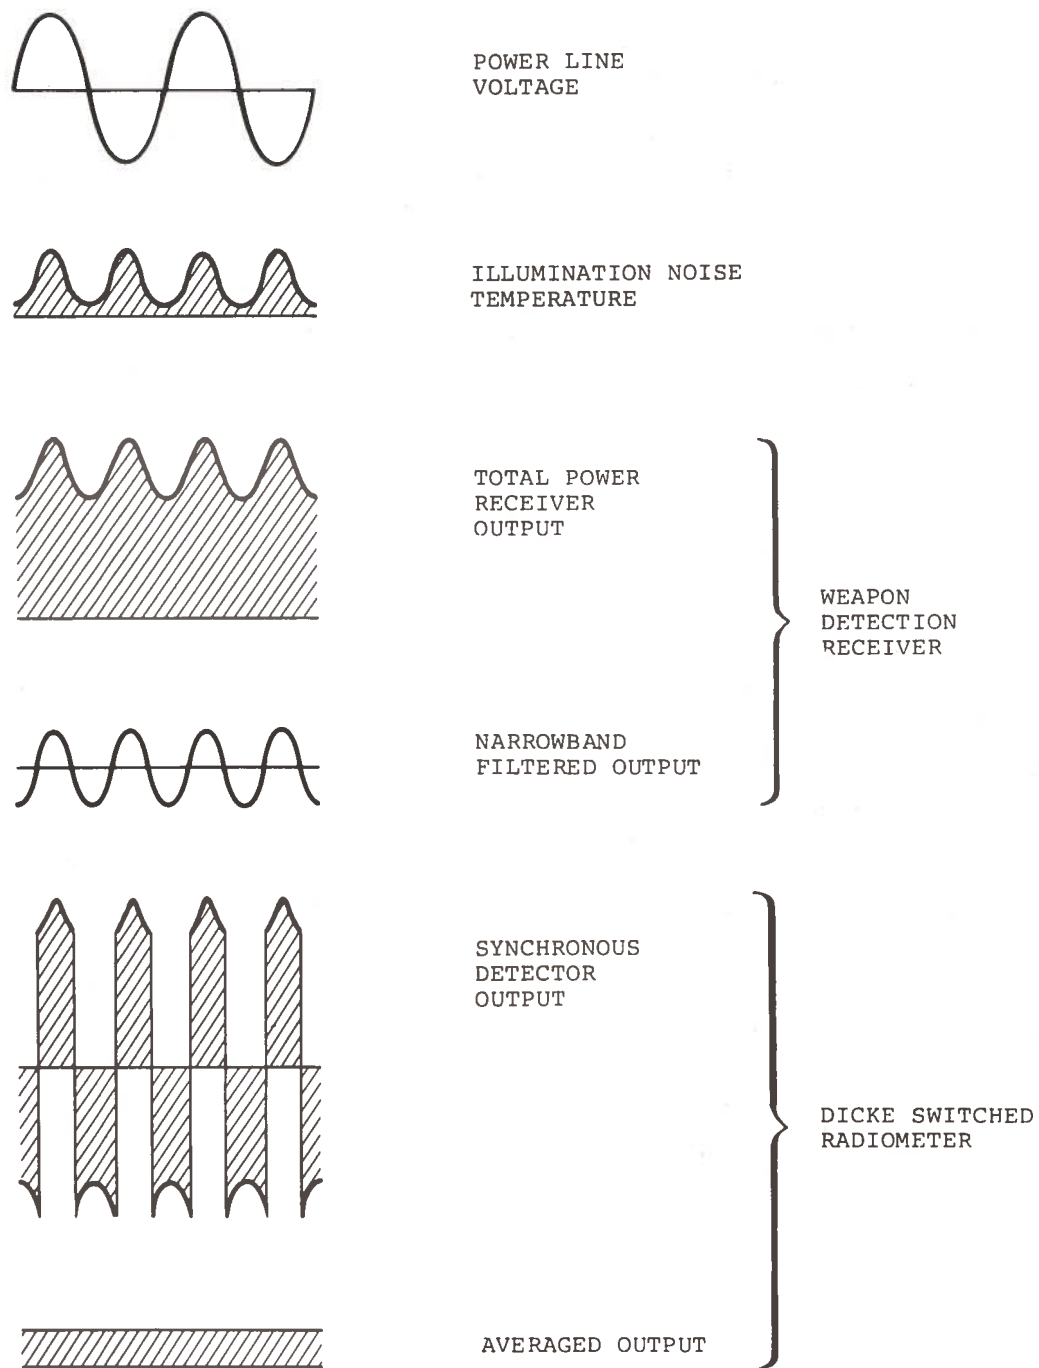 POWER LINE
VOLTAGE
ILLUMINATION NOISE
TEMPERATURE
TOTAL POWER
RECEIVER
OUTPUT
WEAPON
DETECTION
RECEIVER
NARROWBAND
FILTERED OUTPUT
SYNCHRONOUS
DETECTOR
OUTPUT
DICKE SWITCHED
RADIOMETER
AVERAGED OUTPUT